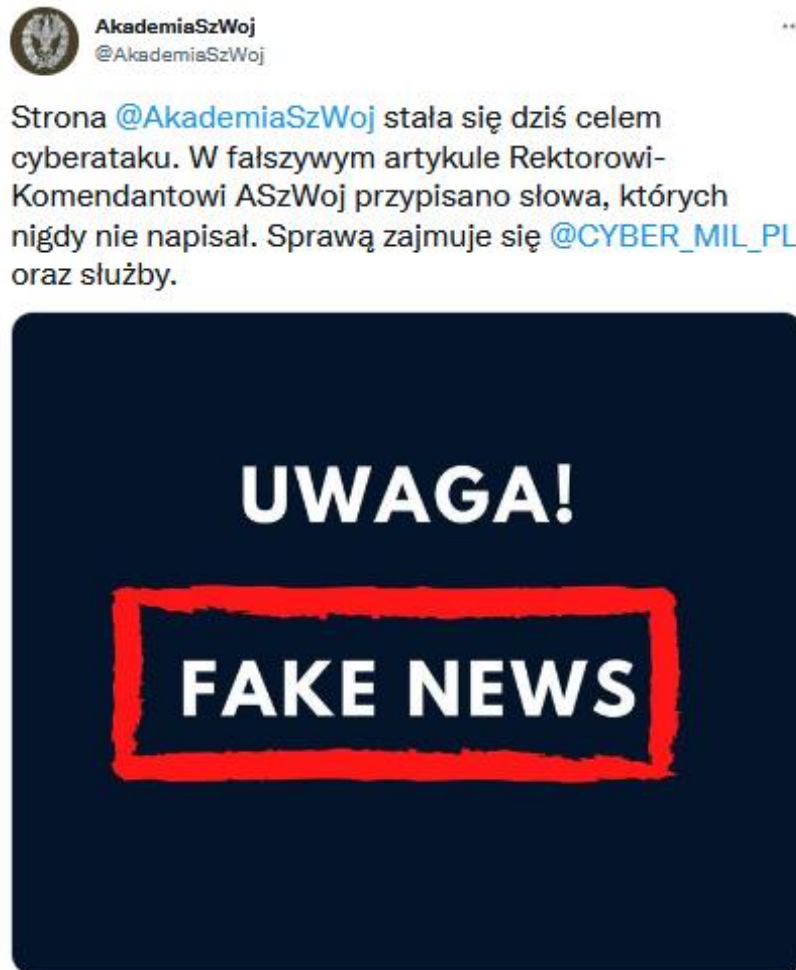 AkademiaSzWoj
@AkademiaSzWoj
Strona @AkademiaSzWoj stała się dziś celem
cyberataku. W fałszywym artykule Rektorowi-
Komendantowi ASzWoj przypisano słowa, których
nigdy nie napisał. Sprawą zajmuje się @CYBER_MIL_PL
oraz służby.
UWAGA!
FAKE NEWS